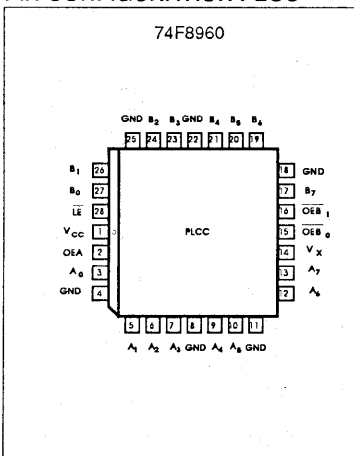 74F8960
GND B2 B3 GND B4 B5 B6
25 24 23 22 21 20 19
B1 26 18 GND
B0 27 17 B7
LE 28 16 OEB1
VCC 1 PLCC 15 OEB0
OEA 2 14 VX
A0 3 13 A7
GND 4 12 A6
5 6 7 8 9 10 11
A1 A2 A3 GND A4 A5 GND